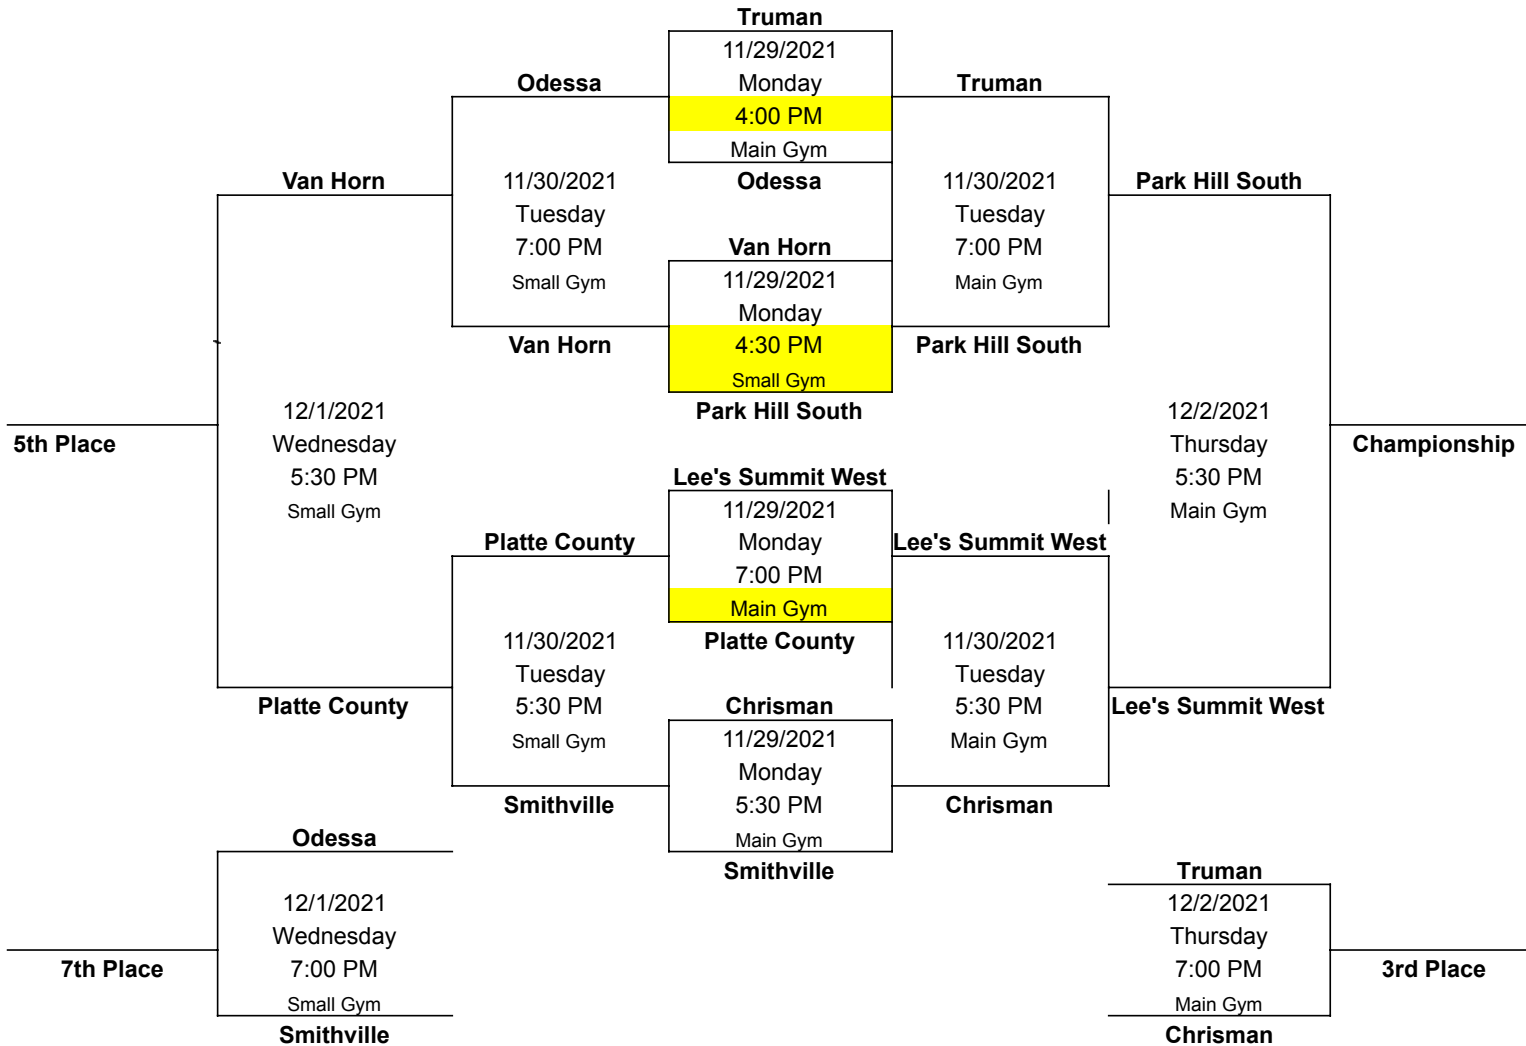 Truman
11/29/2021
Odessa
Monday
Truman
4:00 PM
Main Gym
Van Horn
11/30/2021
Odessa
11/30/2021
Park Hill South
Tuesday
Tuesday
7:00 PM
Van Horn
7:00 PM
Small Gym
11/29/2021
Main Gym
Monday
Van Horn
4:30 PM
Park Hill South
Small Gym
12/1/2021
Park Hill South
12/2/2021
5th Place
Wednesday
Thursday
Championship
5:30 PM
Lee's Summit West
5:30 PM
Small Gym
11/29/2021
Main Gym
Platte County
Monday
Lee's Summit West
7:00 PM
Main Gym
11/30/2021
Platte County
11/30/2021
Tuesday
Tuesday
Platte County
5:30 PM
Chrisman
5:30 PM
Lee's Summit West
Small Gym
11/29/2021
Main Gym
Monday
Smithville
5:30 PM
Chrisman
Odessa
Main Gym
Smithville
Truman
12/1/2021
12/2/2021
Wednesday
Thursday
7th Place
7:00 PM
7:00 PM
3rd Place
Small Gym
Main Gym
Smithville
Chrisman